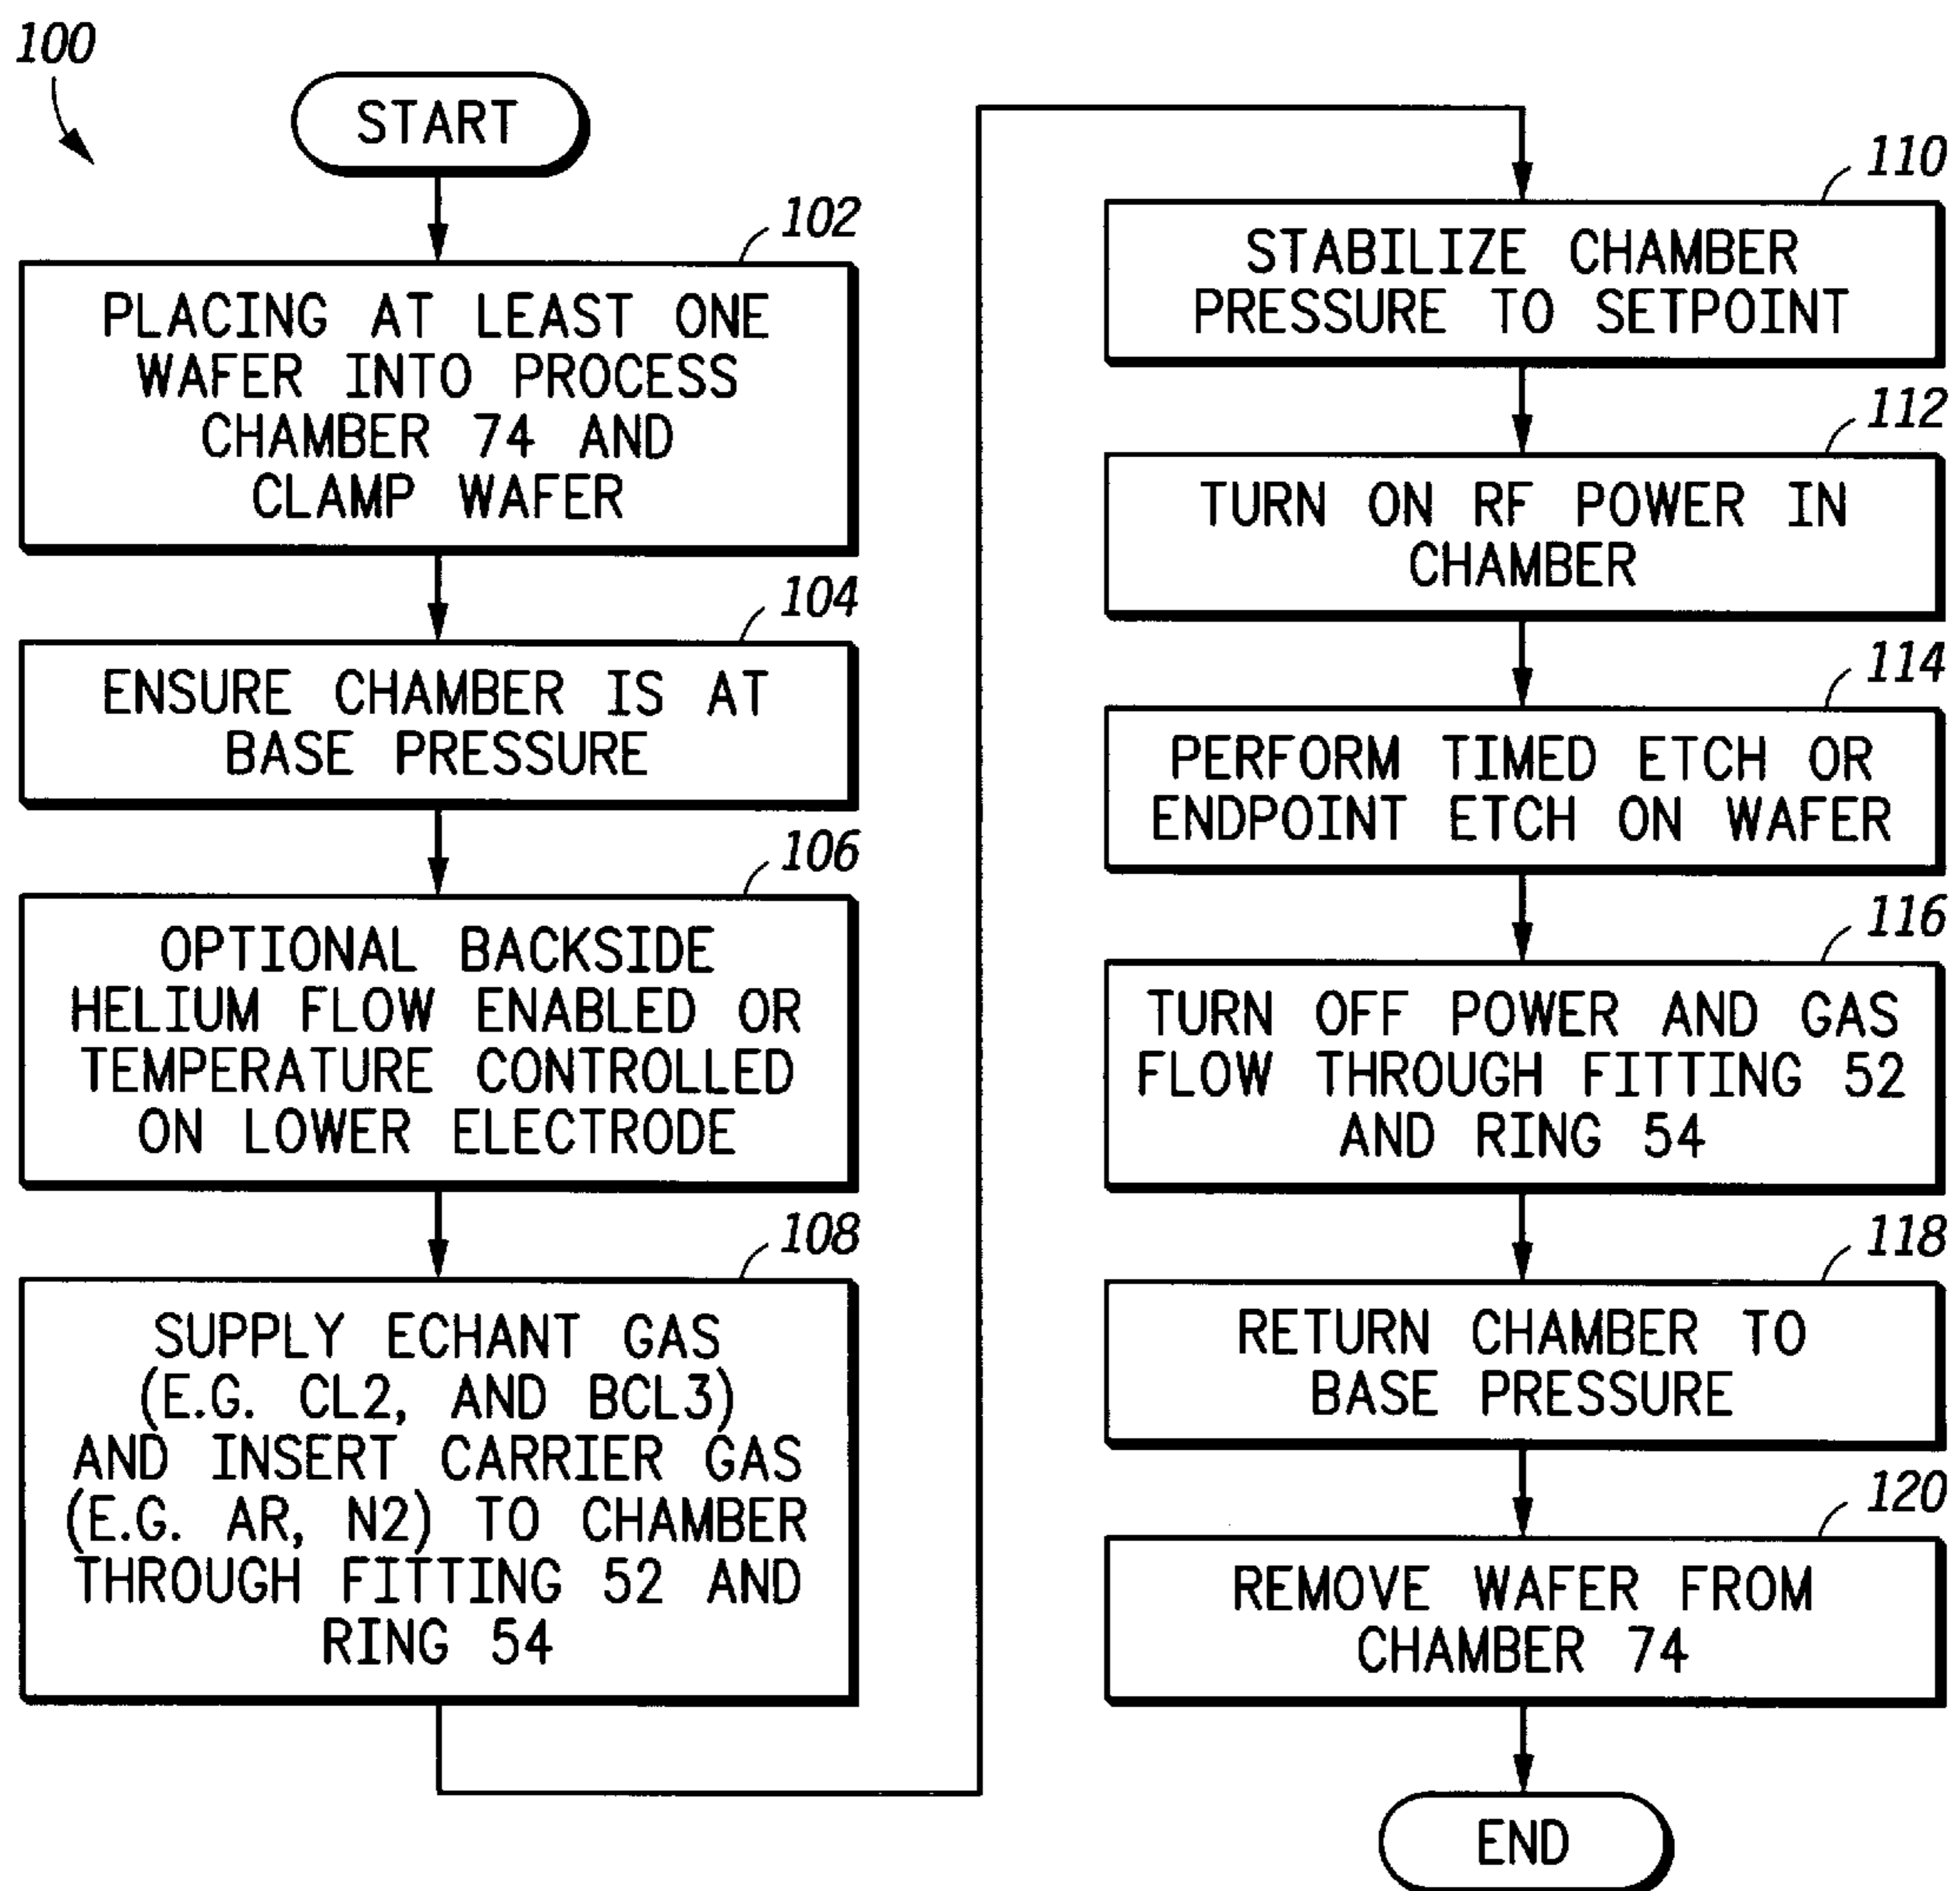 100
START
102
PLACING AT LEAST ONE
WAFER INTO PROCESS
CHAMBER 74 AND
CLAMP WAFER
104
ENSURE CHAMBER IS AT
BASE PRESSURE
106
OPTIONAL BACKSIDE
HELIUM FLOW ENABLED OR
TEMPERATURE CONTROLLED
ON LOWER ELECTRODE
108
SUPPLY ECHANT GAS
(E.G. CL2, AND BCL3)
AND INSERT CARRIER GAS
(E.G. AR, N2) TO CHAMBER
THROUGH FITTING 52 AND
RING 54
110
STABILIZE CHAMBER
PRESSURE TO SETPOINT
112
TURN ON RF POWER IN
CHAMBER
114
PERFORM TIMED ETCH OR
ENDPOINT ETCH ON WAFER
116
TURN OFF POWER AND GAS
FLOW THROUGH FITTING 52
AND RING 54
118
RETURN CHAMBER TO
BASE PRESSURE
120
REMOVE WAFER FROM
CHAMBER 74
END